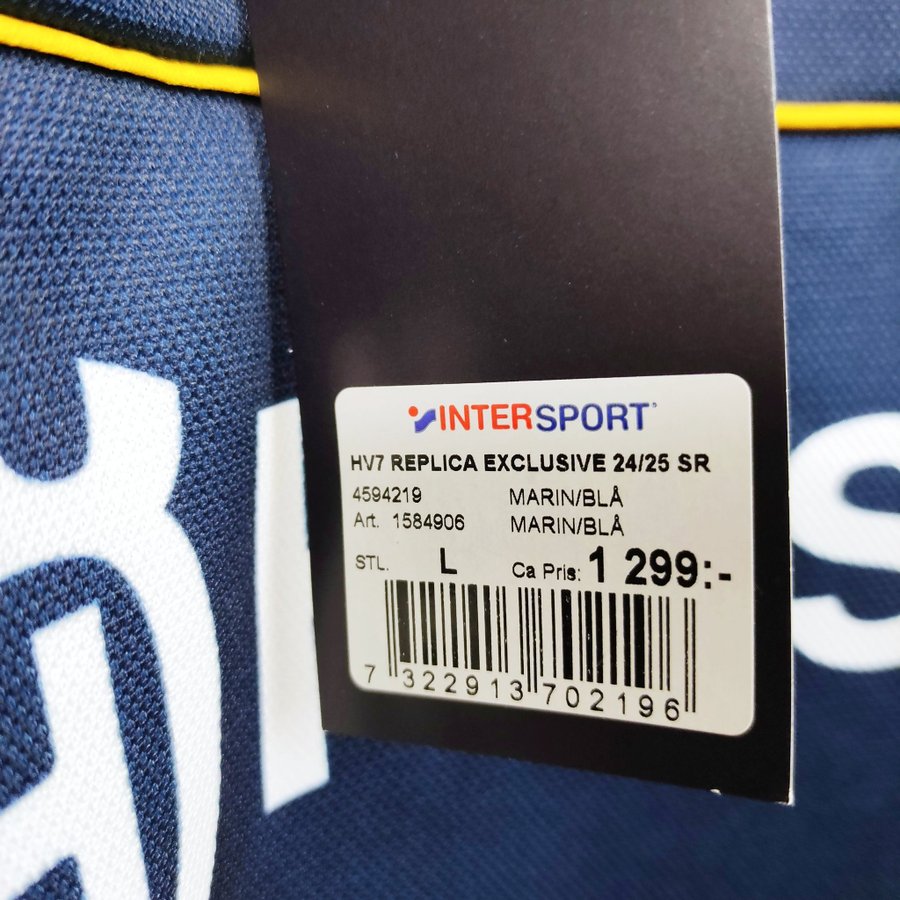 INTERSPORT
HV7 REPLICA EXCLUSIVE 24/25 SR
4594219 MARIN/BLÅ
Art. 1584906 MARIN/BLÅ
STL. L Ca Pris: 1 299:-
7 322913 702196